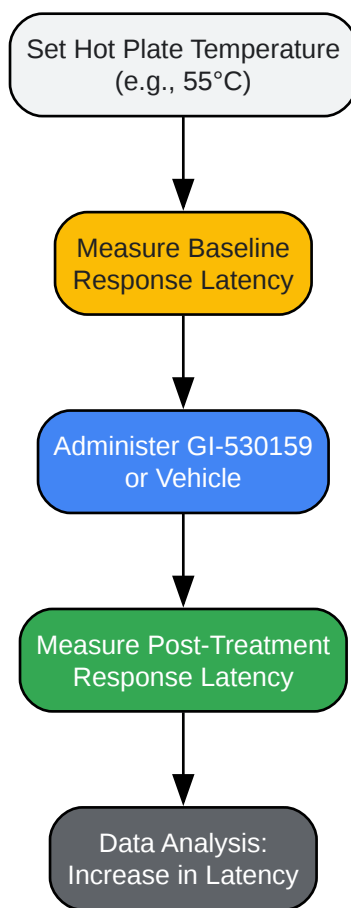 Set Hot Plate Temperature
(e.g., 55°C)
Measure Baseline
Response Latency
Administer GI-530159
or Vehicle
Measure Post-Treatment
Response Latency
Data Analysis:
Increase in Latency